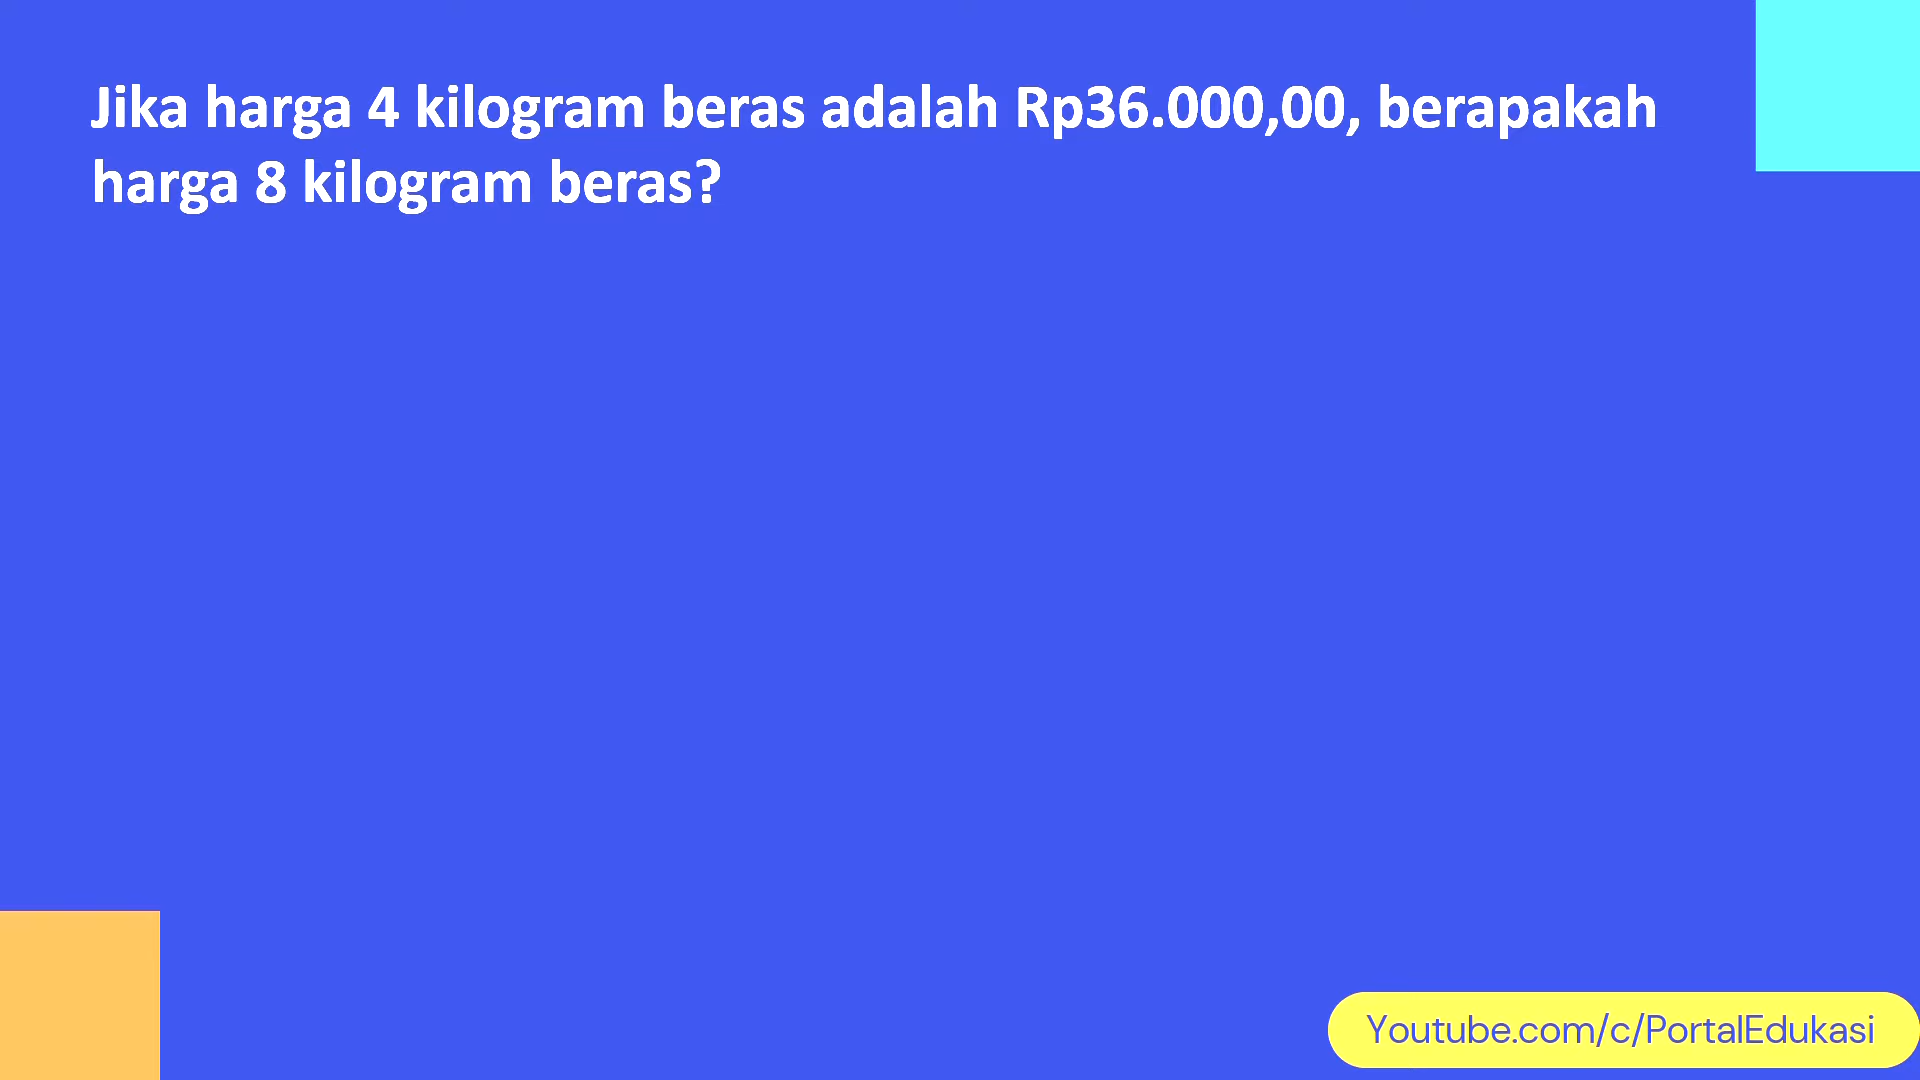 Jika harga 4 kilogram beras adalah Rp36.000,00, berapakah
harga 8 kilogram beras?
Youtube.com/c/PortalEdukasi